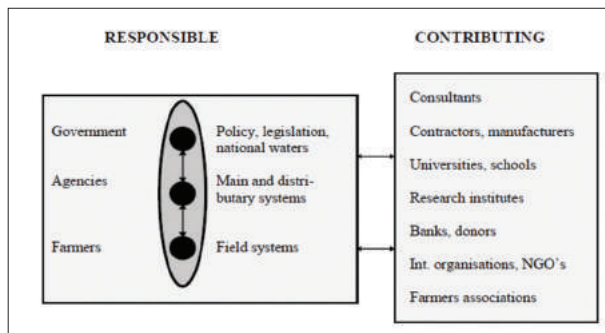 RESPONSIBLE
CONTRIBUTING
Government
Policy, legislation,
national waters
Agencies
Main and distri-
butary systems
Farmers
Field systems
Consultants
Contractors, manufacturers
Universities, schools
Research institutes
Banks, donors
Int. organisations, NGO's
Farmers associations